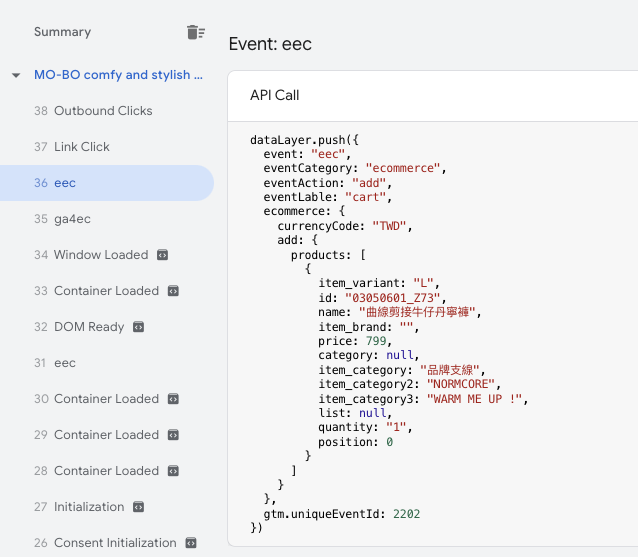 Summary
MO-BO comfy and stylish ...
38 Outbound Clicks
37 Link Click
36 eec
35 ga4ec
34 Window Loaded
33 Container Loaded
32 DOM Ready
31 eec
30 Container Loaded
29 Container Loaded
28 Container Loaded
27 Initialization
26 Consent Initialization
Event: eec
API Call
dataLayer.push({
  event: "eec",
  eventCategory: "ecommerce",
  eventAction: "add",
  eventLable: "cart",
  ecommerce: {
    currencyCode: "TWD",
    add: {
      products: [
        {
          item_variant: "L",
          id: "03050601_Z73",
          name: "曲線剪接牛仔丹寧褲",
          item_brand: "",
          price: 799,
          category: null,
          item_category: "品牌支線",
          item_category2: "NORMCORE",
          item_category3: "WARM ME UP !",
          list: null,
          quantity: "1",
          position: 0
        }
      ]
    }
  },
  gtm.uniqueEventId: 2202
})